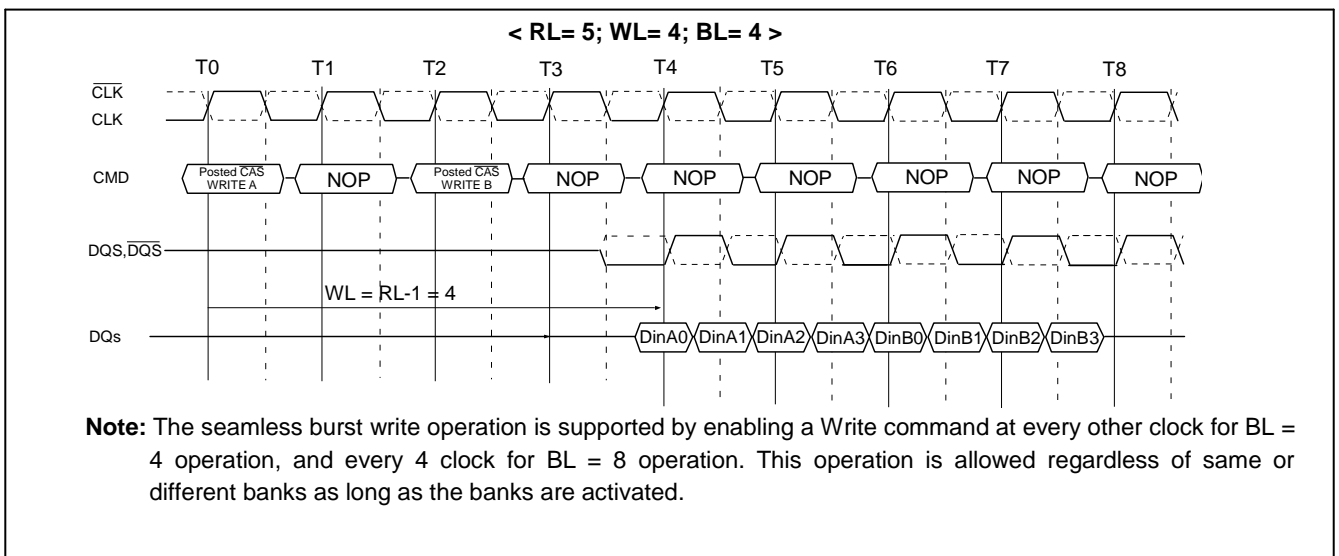 < RL= 5; WL= 4; BL= 4 >
T0 T1 T2 T3 T4 T5 T6 T7 T8
CLK
CLK
CMD
Posted CAS
WRITE A
NOP
Posted CAS
WRITE B
NOP
NOP
NOP
NOP
NOP
NOP
DQS,DQS
WL = RL-1 = 4
DQs
DinA0 DinA1 DinA2 DinA3 DinB0 DinB1 DinB2 DinB3
Note: The seamless burst write operation is supported by enabling a Write command at every other clock for BL =
4 operation, and every 4 clock for BL = 8 operation. This operation is allowed regardless of same or
different banks as long as the banks are activated.